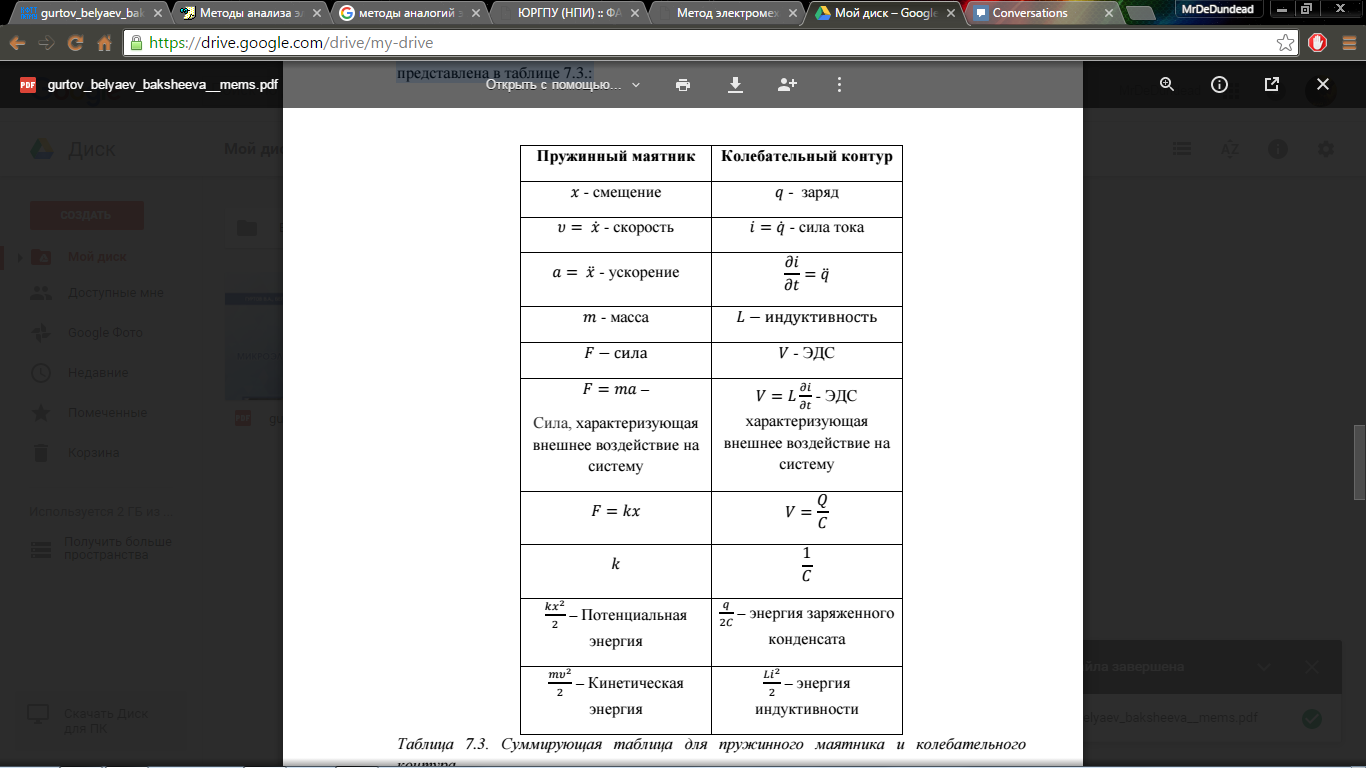 gurtov_belyaev_bak
Методы анализа эл
методы аналогий э
ЮРГПУ (НПИ) :: ФА
Метод электромех
Мой диск – Google
Conversations
MrDeDundead
https://drive.google.com/drive/my-drive
представлена в таблице 7.3.:
PDF gurtov_belyaev_baksheeva__mems.pdf
Открыть с помощью...
Диск
Мой ди
СОЗДАТЬ
Мой диск
Доступные мне
Google Фото
Недавние
Помеченные
Корзина
Используется 2 ГБ из ...
Получить больше
пространства
Скачать Диск
для ПК
Пружинный маятник Колебательный контур
x - смещение q - заряд
υ = ẋ - скорость i = q̇ - сила тока
a = ẍ - ускорение ∂i/∂t = q̈
m - масса L – индуктивность
F – сила V - ЭДС
F = ma –
Сила, характеризующая
внешнее воздействие на
систему
V = L ∂i/∂t - ЭДС
характеризующая
внешнее воздействие на
систему
F = kx V = Q/C
k 1/C
kx²/2 – Потенциальная
энергия
q/2C – энергия заряженного
конденсата
mυ²/2 – Кинетическая
энергия
Li²/2 – энергия
индуктивности
Таблица 7.3. Суммирующая таблица для пружинного маятника и колебательного
контура
йла завершена
elyaev_baksheeva__mems.pdf